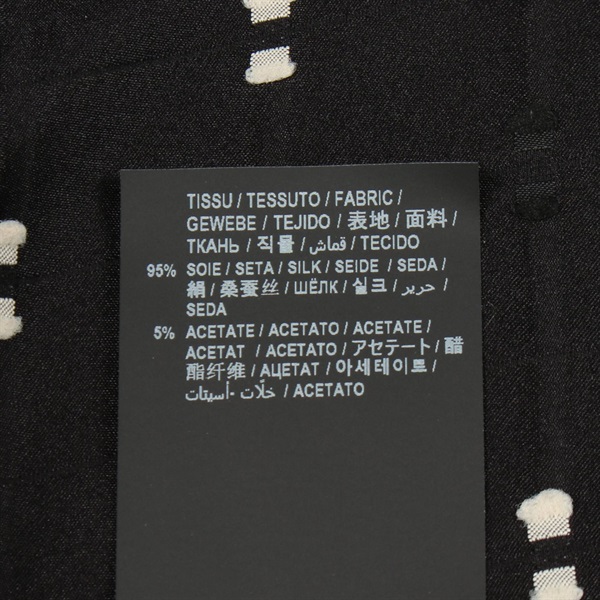 TISSU / TESSUTO / FABRIC /
GEWEBE / TEJIDO / 表地 / 面料 /
ТКАНЬ / 직물 / قماش / TECIDO
95% SOIE / SETA / SILK / SEIDE / SEDA /
絹 / 桑蚕丝 / ШЁЛК / 실크 / حرير /
SEDA
5% ACETATE / ACETATO / ACETATE /
ACETAT / ACETATO / アセテート / 醋
酯纤维 / АЦЕТАТ / 아세테이트 /
خلّات -أسيتات / ACETATO